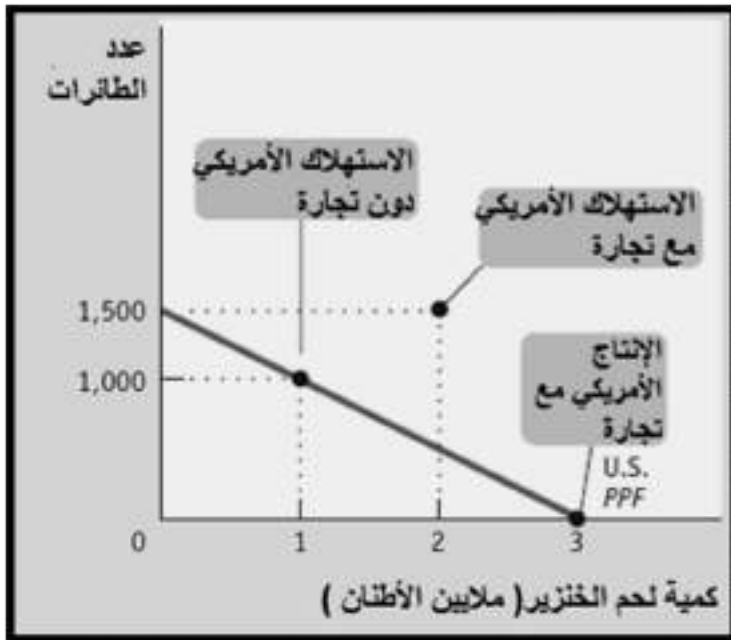 عدد
الطائرات
الاستهلاك الأمريكي
دون تجارة
الاستهلاك الأمريكي
مع تجارة
1,500
الإنتاج
الأمريكي مع
تجارة
1,000
U.S.
PPF
0
1
2
3
كمية لحم الخنزير( ملايين الأطنان )